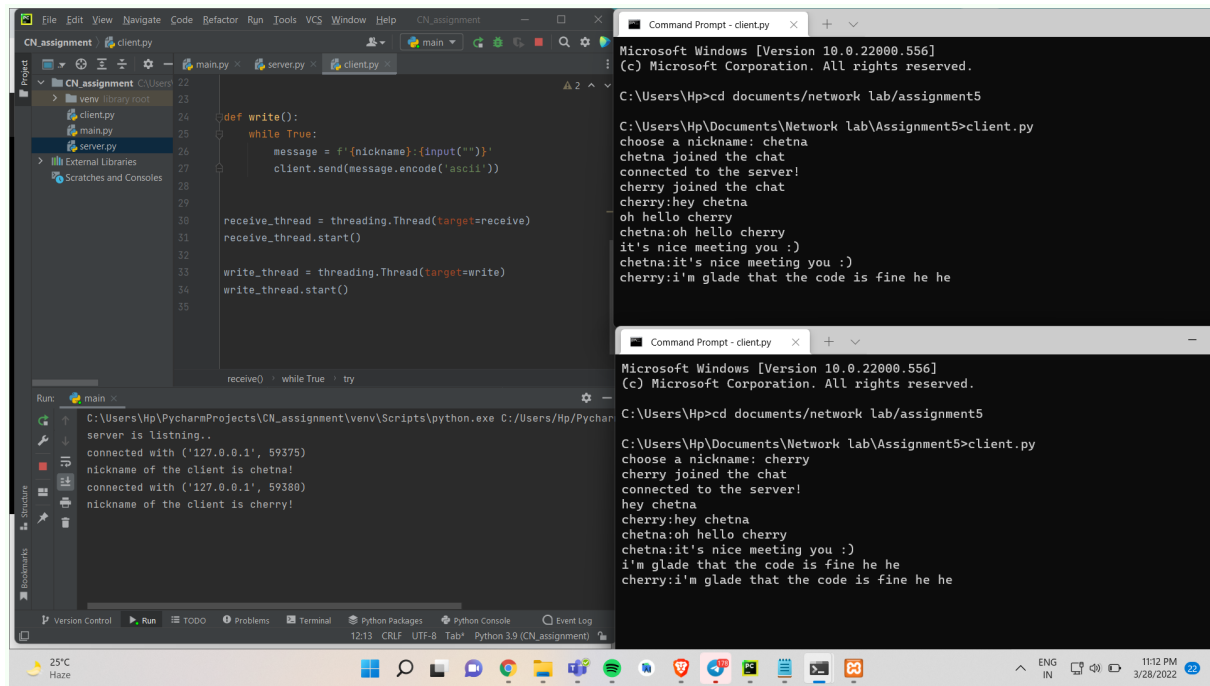 File Edit View Navigate Code Refactor Run Tools VCS Window Help CN_assignment
CN_assignment client.py
main
Project
main.py server.py client.py
CN_assignment C:\Users\
venv library root
client.py
main.py
server.py
External Libraries
Scratches and Consoles
2
22
23
24 def write():
25 while True:
26 message = f'{nickname}:{input("")}'
27 client.send(message.encode('ascii'))
28
29
30 receive_thread = threading.Thread(target=receive)
31 receive_thread.start()
32
33 write_thread = threading.Thread(target=write)
34 write_thread.start()
35
receive() while True try
Run: main
C:\Users\Hp\PycharmProjects\CN_assignment\venv\Scripts\python.exe C:/Users/Hp/Pychar
server is listning..
connected with ('127.0.0.1', 59375)
nickname of the client is chetna!
connected with ('127.0.0.1', 59380)
nickname of the client is cherry!
Structure
Bookmarks
Version Control Run TODO Problems Terminal Python Packages Python Console Event Log
12:13 CRLF UTF-8 Tab* Python 3.9 (CN_assignment)
Command Prompt - client.py
Microsoft Windows [Version 10.0.22000.556]
(c) Microsoft Corporation. All rights reserved.
C:\Users\Hp>cd documents/network lab/assignment5
C:\Users\Hp\Documents\Network lab\Assignment5>client.py
choose a nickname: chetna
chetna joined the chat
connected to the server!
cherry joined the chat
cherry:hey chetna
oh hello cherry
chetna:oh hello cherry
it's nice meeting you :)
chetna:it's nice meeting you :)
cherry:i'm glade that the code is fine he he
Command Prompt - client.py
Microsoft Windows [Version 10.0.22000.556]
(c) Microsoft Corporation. All rights reserved.
C:\Users\Hp>cd documents/network lab/assignment5
C:\Users\Hp\Documents\Network lab\Assignment5>client.py
choose a nickname: cherry
cherry joined the chat
connected to the server!
hey chetna
cherry:hey chetna
chetna:oh hello cherry
chetna:it's nice meeting you :)
i'm glade that the code is fine he he
cherry:i'm glade that the code is fine he he
25°C
Haze
PC
ENG
IN
11:12 PM
3/28/2022
22